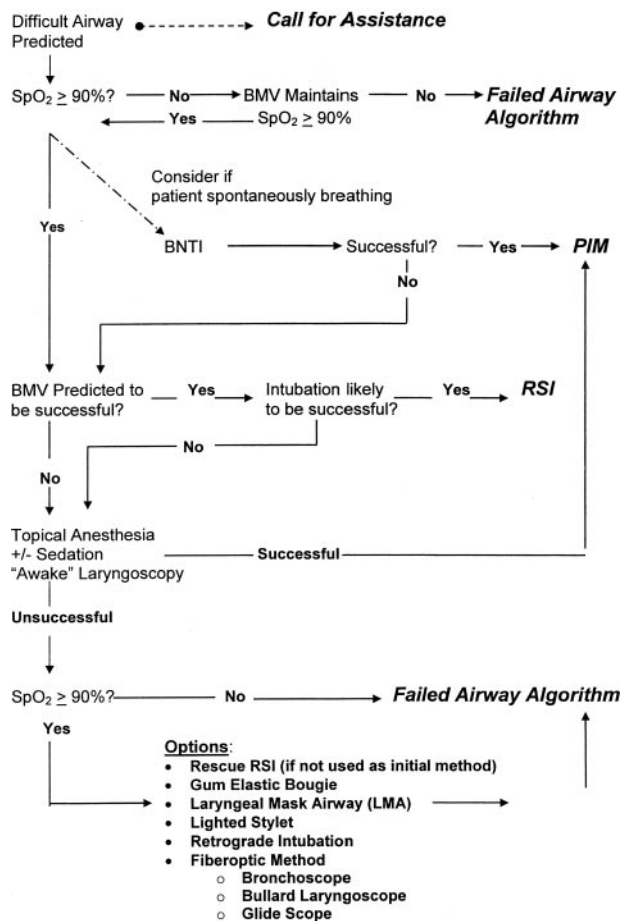 Difficult Airway
Predicted
Call for Assistance
SpO₂ ≥ 90%?
No
BMV Maintains
SpO₂ ≥ 90%
No
Failed Airway
Algorithm
Yes
Consider if
patient spontaneously breathing
Yes
BNTI
Successful?
Yes
PIM
No
BMV Predicted to
be successful?
Yes
Intubation likely
to be successful?
Yes
RSI
No
No
Topical Anesthesia
+/- Sedation
“Awake” Laryngoscopy
Successful
Unsuccessful
SpO₂ ≥ 90%?
No
Failed Airway Algorithm
Yes
Options:
• Rescue RSI (if not used as initial method)
• Gum Elastic Bougie
• Laryngeal Mask Airway (LMA)
• Lighted Stylet
• Retrograde Intubation
• Fiberoptic Method
o Bronchoscope
o Bullard Laryngoscope
o Glide Scope